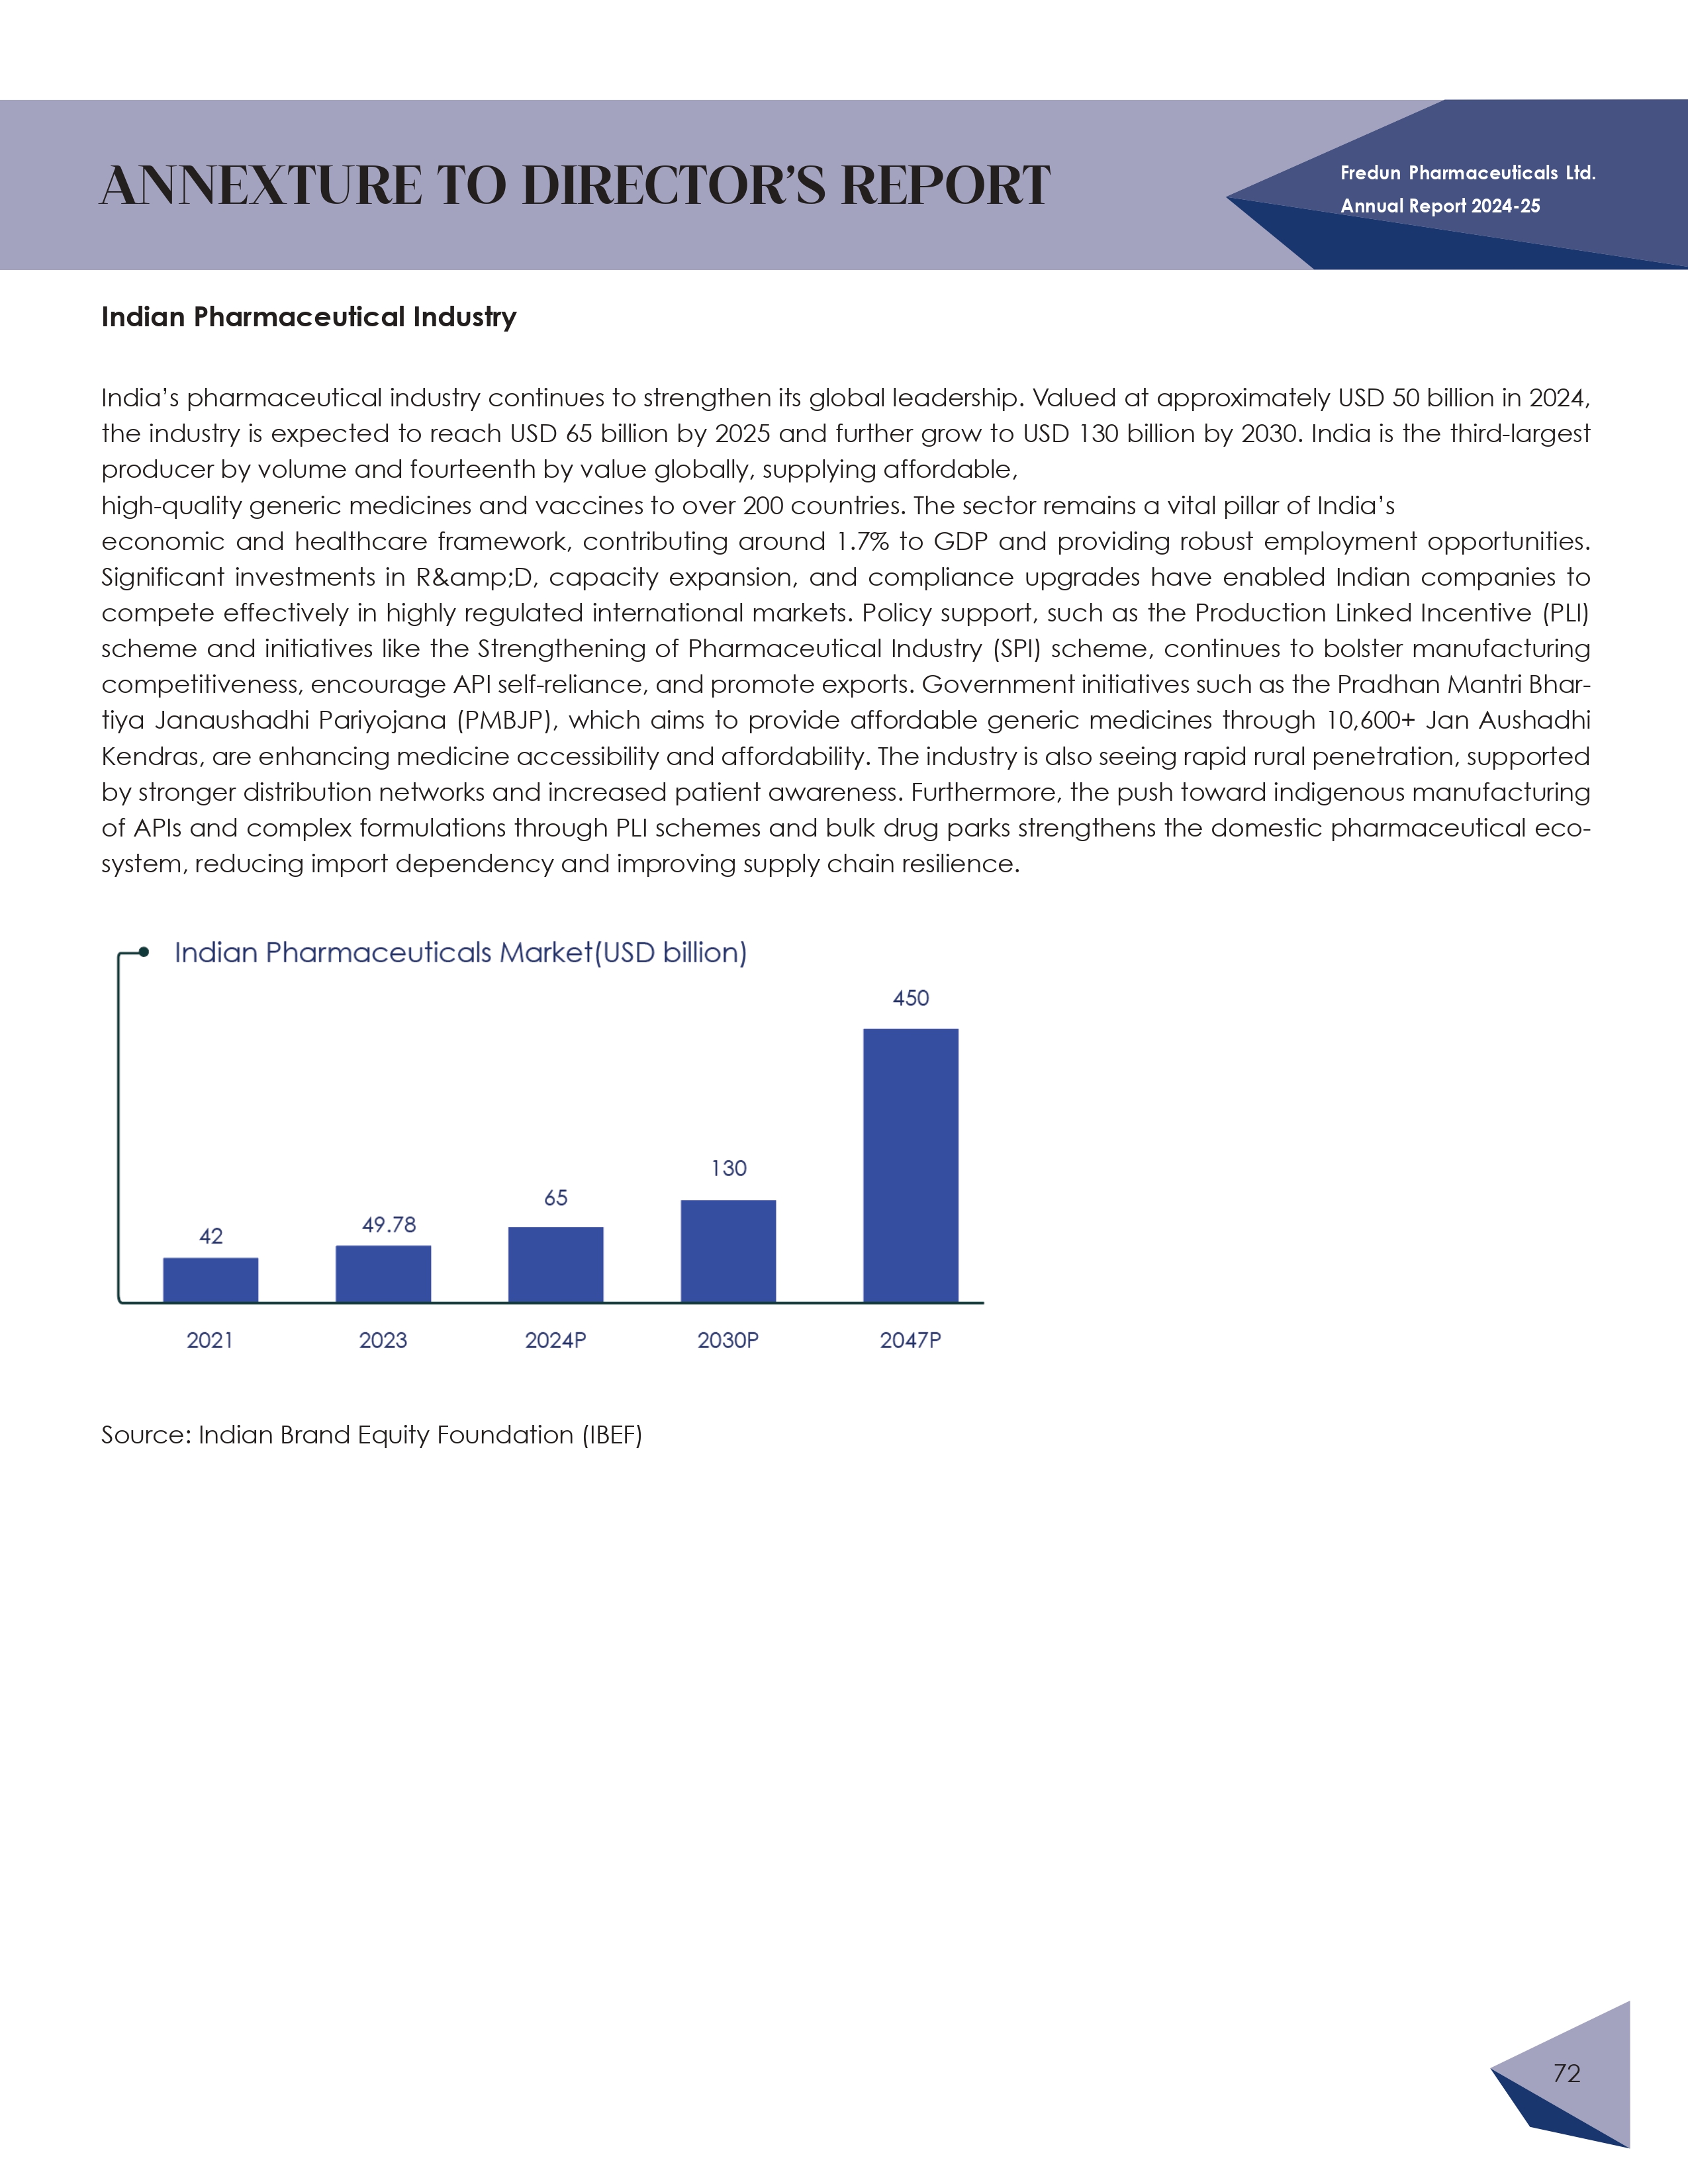 ANNEXTURE TO DIRECTOR’S REPORT
Fredun Pharmaceuticals Ltd.
Annual Report 2024-25
Indian Pharmaceutical Industry
India’s pharmaceutical industry continues to strengthen its global leadership. Valued at approximately USD 50 billion in 2024,
the industry is expected to reach USD 65 billion by 2025 and further grow to USD 130 billion by 2030. India is the third-largest
producer by volume and fourteenth by value globally, supplying affordable,
high-quality generic medicines and vaccines to over 200 countries. The sector remains a vital pillar of India’s
economic and healthcare framework, contributing around 1.7% to GDP and providing robust employment opportunities.
Significant investments in R&amp;D, capacity expansion, and compliance upgrades have enabled Indian companies to
compete effectively in highly regulated international markets. Policy support, such as the Production Linked Incentive (PLI)
scheme and initiatives like the Strengthening of Pharmaceutical Industry (SPI) scheme, continues to bolster manufacturing
competitiveness, encourage API self-reliance, and promote exports. Government initiatives such as the Pradhan Mantri Bhar-
tiya Janaushadhi Pariyojana (PMBJP), which aims to provide affordable generic medicines through 10,600+ Jan Aushadhi
Kendras, are enhancing medicine accessibility and affordability. The industry is also seeing rapid rural penetration, supported
by stronger distribution networks and increased patient awareness. Furthermore, the push toward indigenous manufacturing
of APIs and complex formulations through PLI schemes and bulk drug parks strengthens the domestic pharmaceutical eco-
system, reducing import dependency and improving supply chain resilience.
Indian Pharmaceuticals Market(USD billion)
42
49.78
65
130
450
2021
2023
2024P
2030P
2047P
Source: Indian Brand Equity Foundation (IBEF)
72